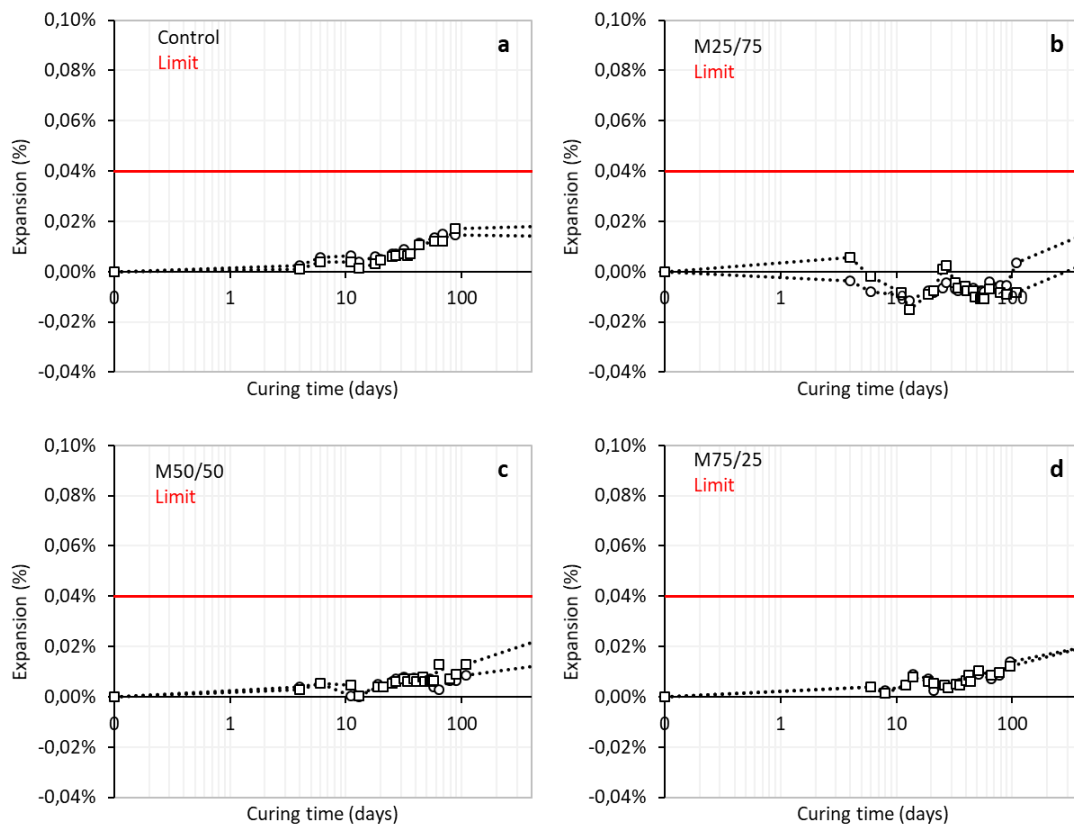 0,10%
0,08%
0,06%
0,04%
0,02%
0,00%
-0,02%
-0,04%
Expansion (%)
Control
Limit
a
0
1
10
100
Curing time (days)
0,10%
0,08%
0,06%
0,04%
0,02%
0,00%
-0,02%
-0,04%
Expansion (%)
M25/75
Limit
b
0
1
10
100
Curing time (days)
0,10%
0,08%
0,06%
0,04%
0,02%
0,00%
-0,02%
-0,04%
Expansion (%)
M50/50
Limit
c
0
1
10
100
Curing time (days)
0,10%
0,08%
0,06%
0,04%
0,02%
0,00%
-0,02%
-0,04%
Expansion (%)
M75/25
Limit
d
0
1
10
100
Curing time (days)